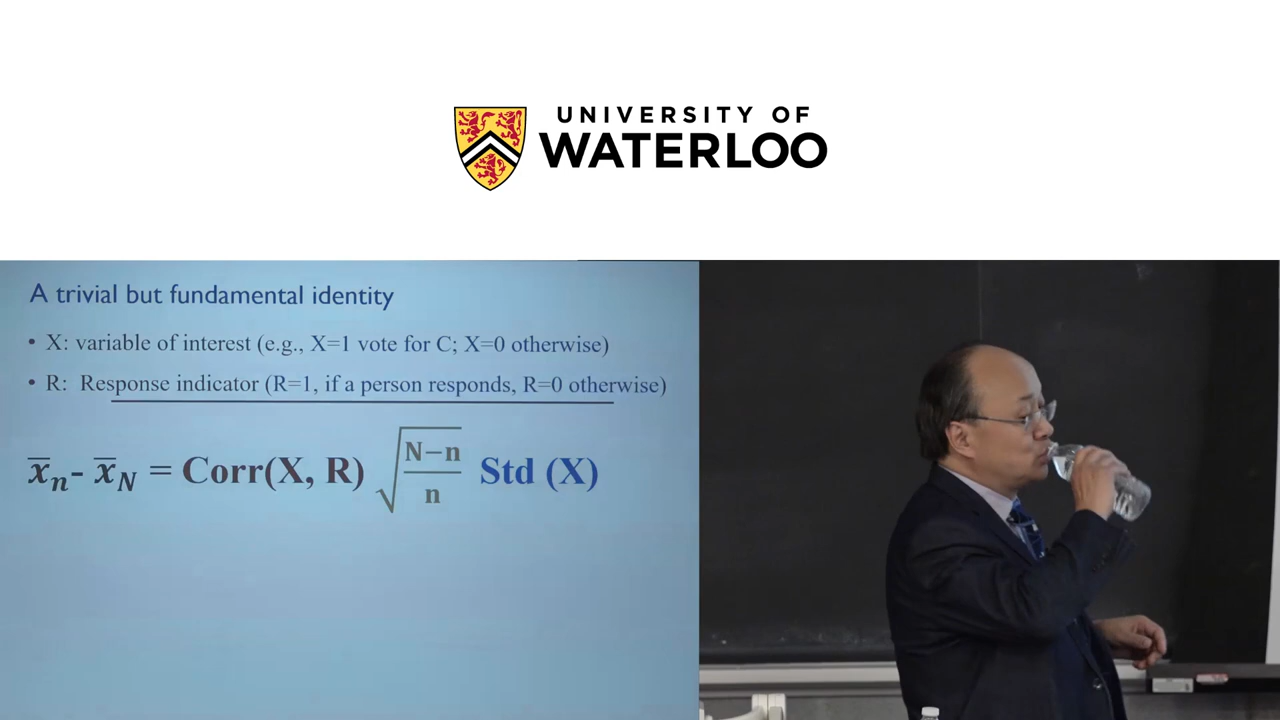 UNIVERSITY OF
WATERLOO
A trivial but fundamental identity
• X: variable of interest (e.g., X=1 vote for C; X=0 otherwise)
• R: Response indicator (R=1, if a person responds, R=0 otherwise)
x̅ₙ- x̅_N = Corr(X, R) √((N−n)/n) Std (X)